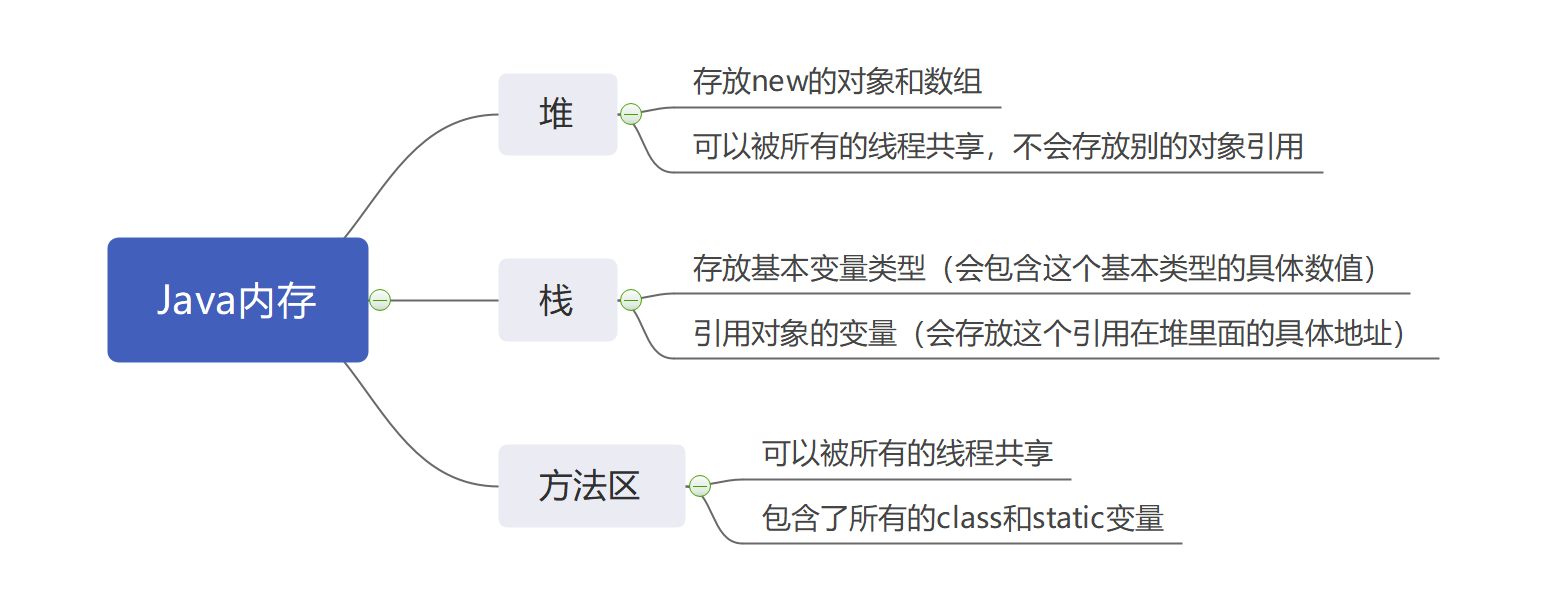 Java内存
堆
存放new的对象和数组
可以被所有的线程共享，不会存放别的对象引用
栈
存放基本变量类型（会包含这个基本类型的具体数值）
引用对象的变量（会存放这个引用在堆里面的具体地址）
方法区
可以被所有的线程共享
包含了所有的class和static变量